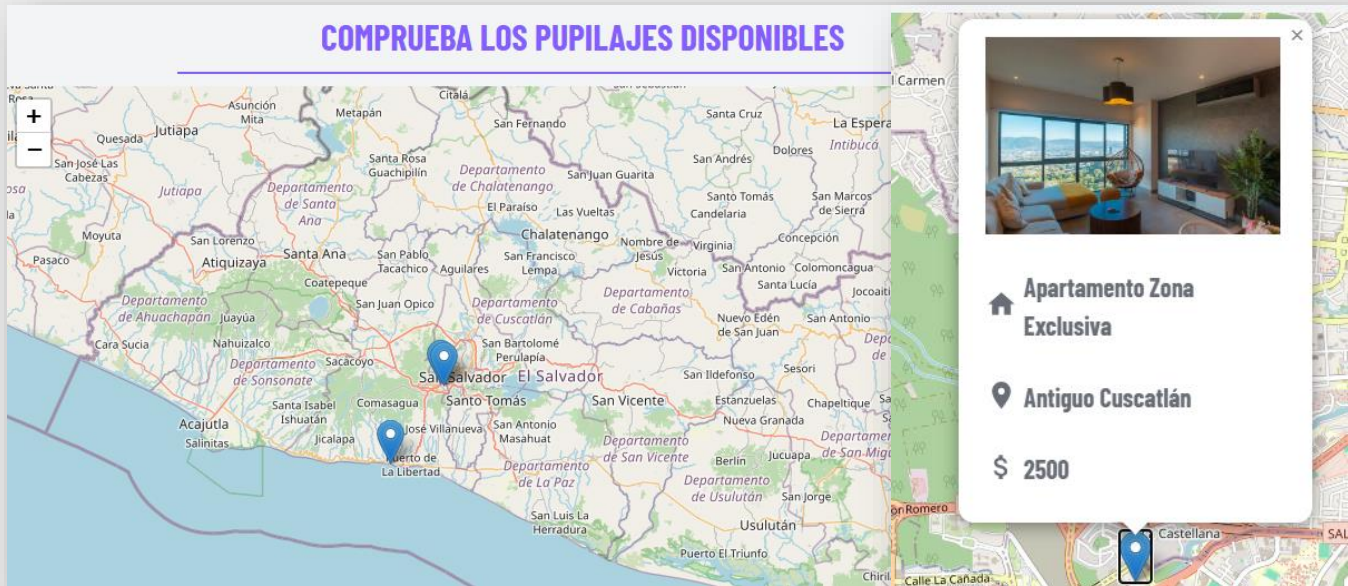 COMPRUEBA LOS PUPILAJES DISPONIBLES
+
−
Citalá
Asunción
Mita
Metapán
San Fernando
Santa Cruz
La Espera
Quesada
Jutiapa
Dolores
Intibucá
San José Las
Cabezas
Santa Rosa
Guachipilín
Departamento
de Chalatenango
San Juan Guarita
San Andrés
Jutiapa
Departamento
de Santa
Ana
Santo Tomás
San Marcos
de Sierra
El Paraíso
Las Vueltas
Candelaria
Moyuta
San Lorenzo
Chalatenango
Nombre de
Jesús
Virginia
Concepción
Pasaco
Atiquizaya
Santa Ana
San Pablo
Tacachico
Aguilares
San Francisco
Lempa
Victoria
San Antonio
Colomoncagua
Coatepeque
Santa Lucía
Departamento
de Ahuachapán
Juayúa
San Juan Opico
Departamento
de Cuscatlán
Departamento
de Cabañas
Jocoaiti
Nuevo Edén
de San Juan
San Antonio
Cara Sucia
Nahuizalco
San Bartolomé
Perulapía
Departamento
de Sonsonate
Sacacoyo
San Salvador
El Salvador
San Ildefonso
Sesori
Santa Isabel
Ishuatán
Comasagua
Santo Tomás
San Vicente
Estanzuelas
Chapeltique
Nueva Granada
Acajutla
Salinitas
Jicalapa
José Villanueva
San Antonio
Masahuat
Puerto de
La Libertad
Departamento
de San Vicente
Berlín
Jucuapa
Departamen
de San Mig
Departamento
de La Paz
Departamento
de Usulután
San Jorge
San Luis La
Herradura
Usulután
Puerto El Triunfo
Chiril
l Carmen
×
Apartamento Zona
Exclusiva
Antiguo Cuscatlán
$ 2500
or Romero
Castellana
SAL
Calle La Cañada